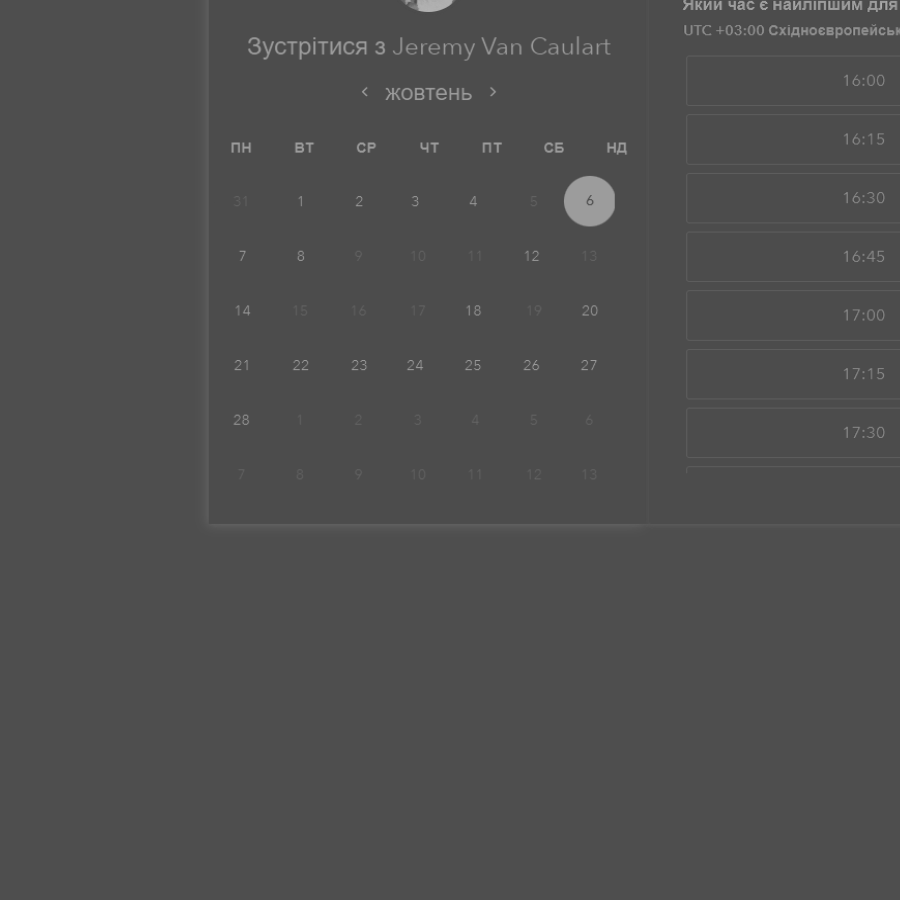 Зустрітися з Jeremy Van Caulart
‹ жовтень ›
ПН ВТ СР ЧТ ПТ СБ НД
31 1 2 3 4 5 6
7 8 9 10 11 12 13
14 15 16 17 18 19 20
21 22 23 24 25 26 27
28 1 2 3 4 5 6
7 8 9 10 11 12 13
Який час є найліпшим для
UTC +03:00 Східноєвропейськ
16:00
16:15
16:30
16:45
17:00
17:15
17:30